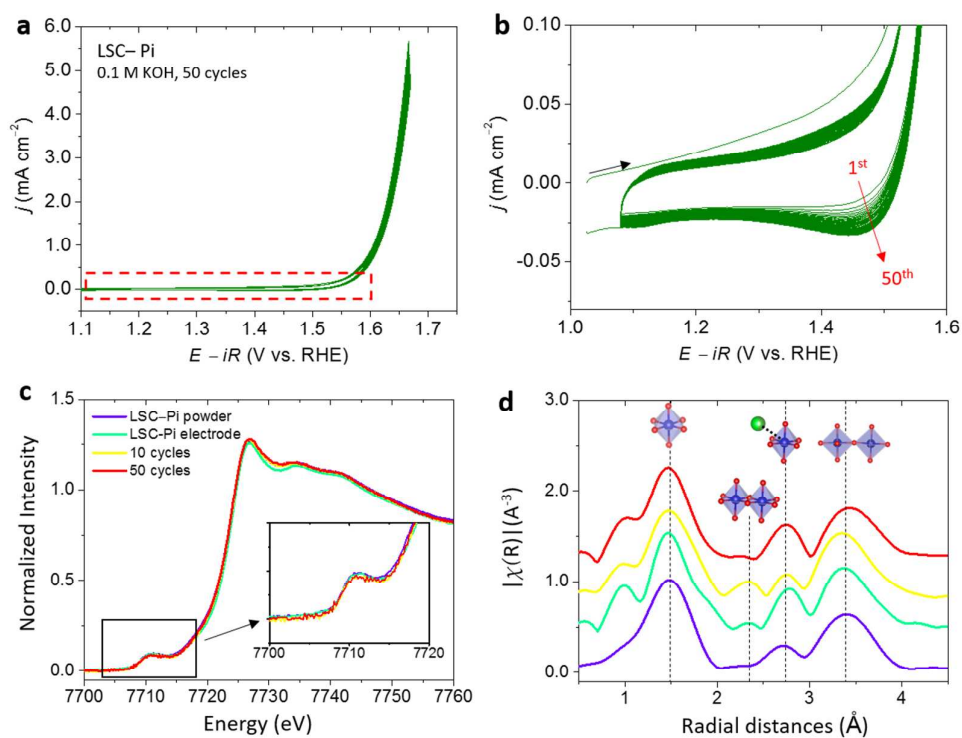 a
LSC– Pi
0.1 M KOH, 50 cycles
6.0
5.0
4.0
3.0
2.0
1.0
0.0
j (mA cm⁻²)
1.1 1.2 1.3 1.4 1.5 1.6 1.7
E – iR (V vs. RHE)
b
0.10
0.05
0.00
-0.05
j (mA cm⁻²)
1st
50th
1.0 1.2 1.4 1.6
E – iR (V vs. RHE)
c
1.5
1.0
0.5
0.0
Normalized Intensity
LSC–Pi powder
LSC-Pi electrode
10 cycles
50 cycles
7700 7710 7720
7700 7710 7720 7730 7740 7750 7760
Energy (eV)
d
3.0
2.0
1.0
0.0
|χ(R)| (A⁻³)
1 2 3 4
Radial distances (Å)